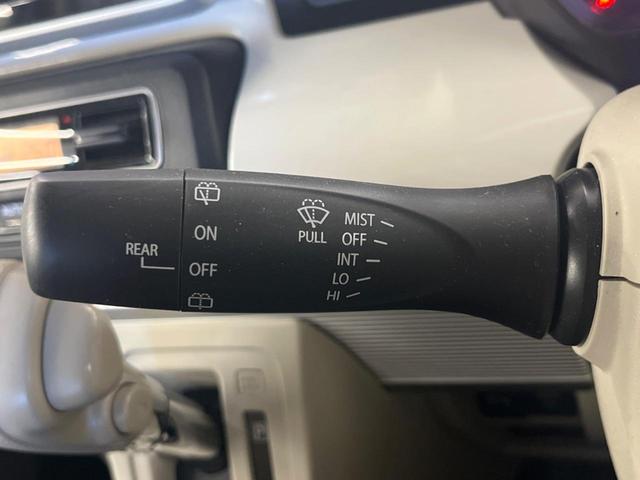 REAR
ON
OFF
PULL
MIST
OFF
INT
LO
HI